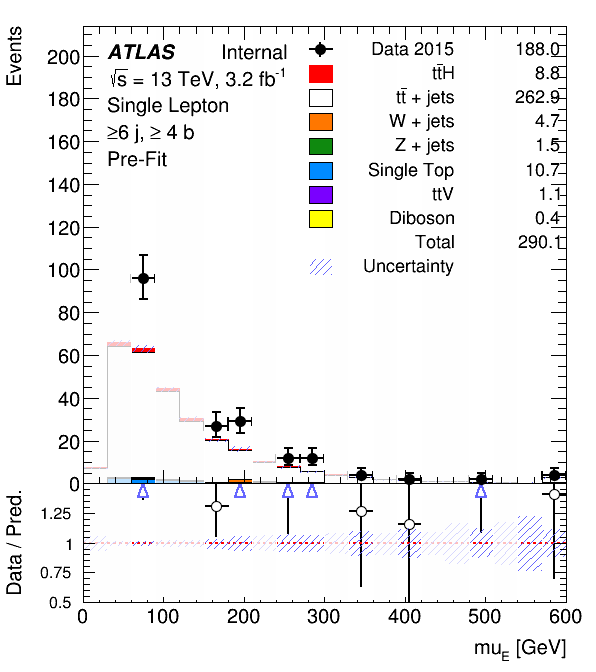 Events
ATLAS Internal
√s = 13 TeV, 3.2 fb⁻¹
Single Lepton
≥6 j, ≥ 4 b
Pre-Fit
Data 2015 188.0
tt̄H 8.8
tt̄ + jets 262.9
W + jets 4.7
Z + jets 1.5
Single Top 10.7
ttV 1.1
Diboson 0.4
Total 290.1
Uncertainty
200
180
160
140
120
100
80
60
40
20
0
Data / Pred.
1.25
1
0.75
0.5
0 100 200 300 400 500 600
mu_E [GeV]